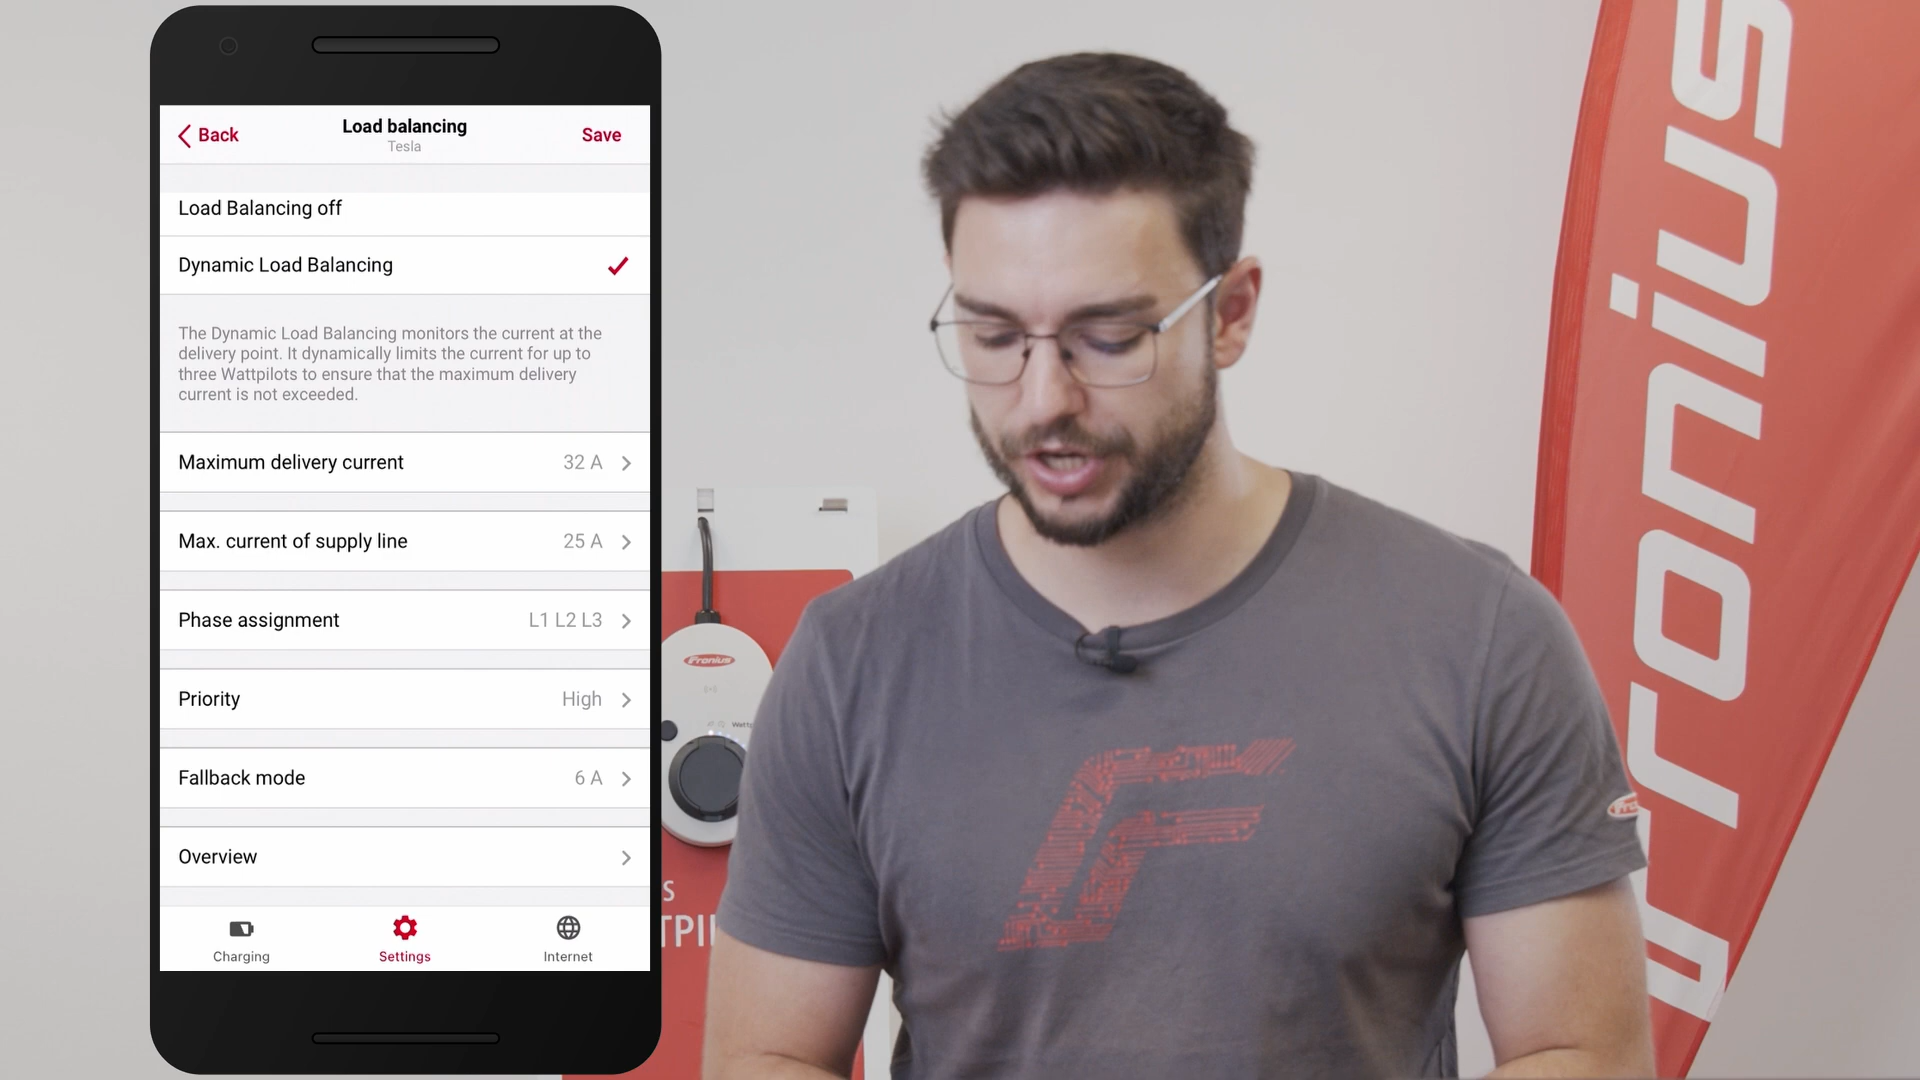 Back
Load balancing
Save
Tesla
Load Balancing off
Dynamic Load Balancing
The Dynamic Load Balancing monitors the current at the
delivery point. It dynamically limits the current for up to
three Wattpilots to ensure that the maximum delivery
current is not exceeded.
Maximum delivery current 32 A
Max. current of supply line 25 A
Phase assignment L1 L2 L3
Priority High
Fallback mode 6 A
Overview
Charging
Settings
Internet
Fronius
Fronius